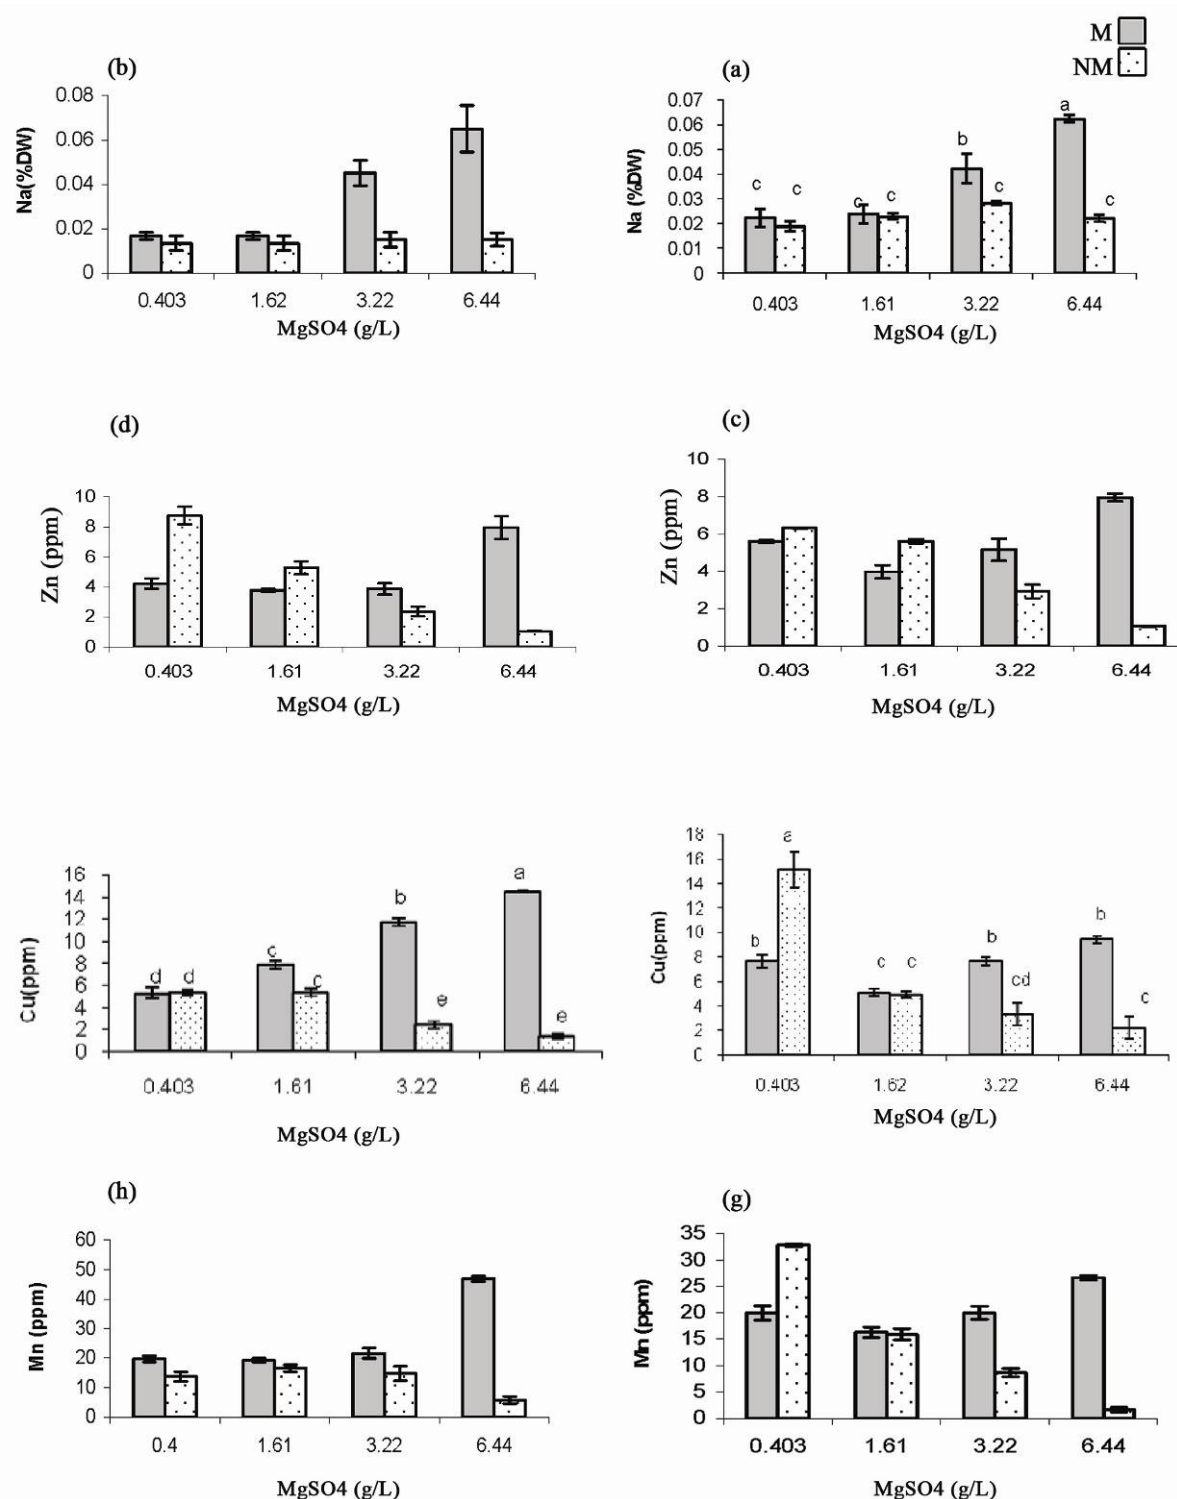 M
NM
(b)
0.08
0.06
0.04
0.02
0
Na(%DW)
0.403 1.62 3.22 6.44
MgSO4 (g/L)
(a)
0.07
0.06
0.05
0.04
0.03
0.02
0.01
0
Na (%DW)
c c c c b c a c
0.403 1.61 3.22 6.44
MgSO4 (g/L)
(d)
10
8
6
4
2
0
Zn (ppm)
0.403 1.61 3.22 6.44
MgSO4 (g/L)
(c)
10
8
6
4
2
0
Zn (ppm)
0.403 1.61 3.22 6.44
MgSO4 (g/L)
16
14
12
10
8
6
4
2
0
Cu(ppm)
d d c c b e a e
0.403 1.61 3.22 6.44
MgSO4 (g/L)
18
16
14
12
10
8
6
4
2
0
Cu(ppm)
b a c c b cd b c
0.403 1.62 3.22 6.44
MgSO4 (g/L)
(h)
60
50
40
30
20
10
0
Mn (ppm)
0.4 1.61 3.22 6.44
MgSO4 (g/L)
(g)
35
30
25
20
15
10
5
0
Mn (ppm)
0.403 1.61 3.22 6.44
MgSO4 (g/L)